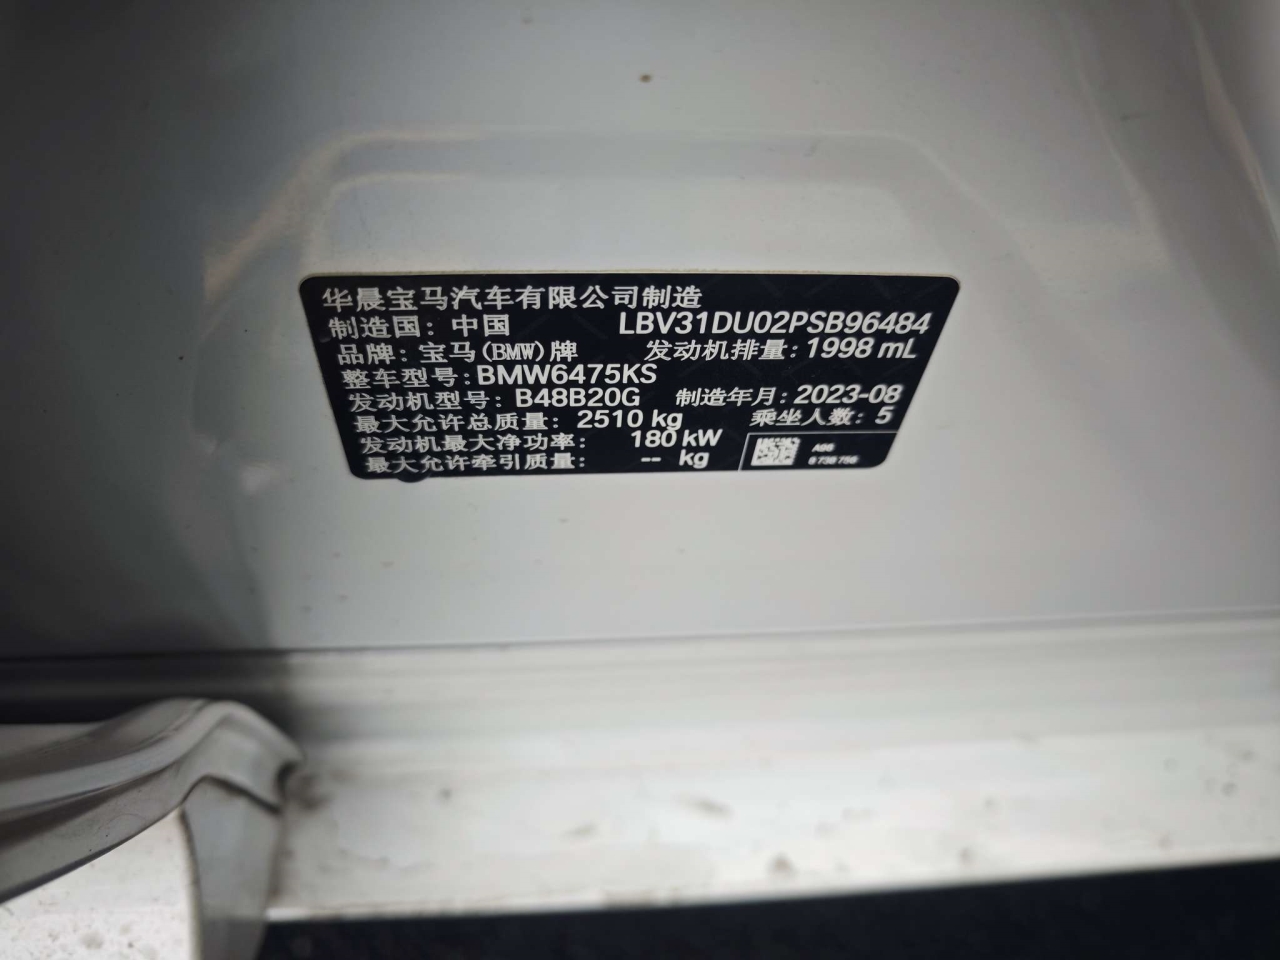 华晨宝马汽车有限公司制造
制造国：中国 LBV31DU02PSB96484
品牌：宝马(BMW)牌 发动机排量：1998 mL
整车型号：BMW6475KS
发动机型号：B48B20G 制造年月：2023-08
最大允许总质量：2510 kg 乘坐人数：5
发动机最大净功率：180 kW
最大允许牵引质量：-- kg